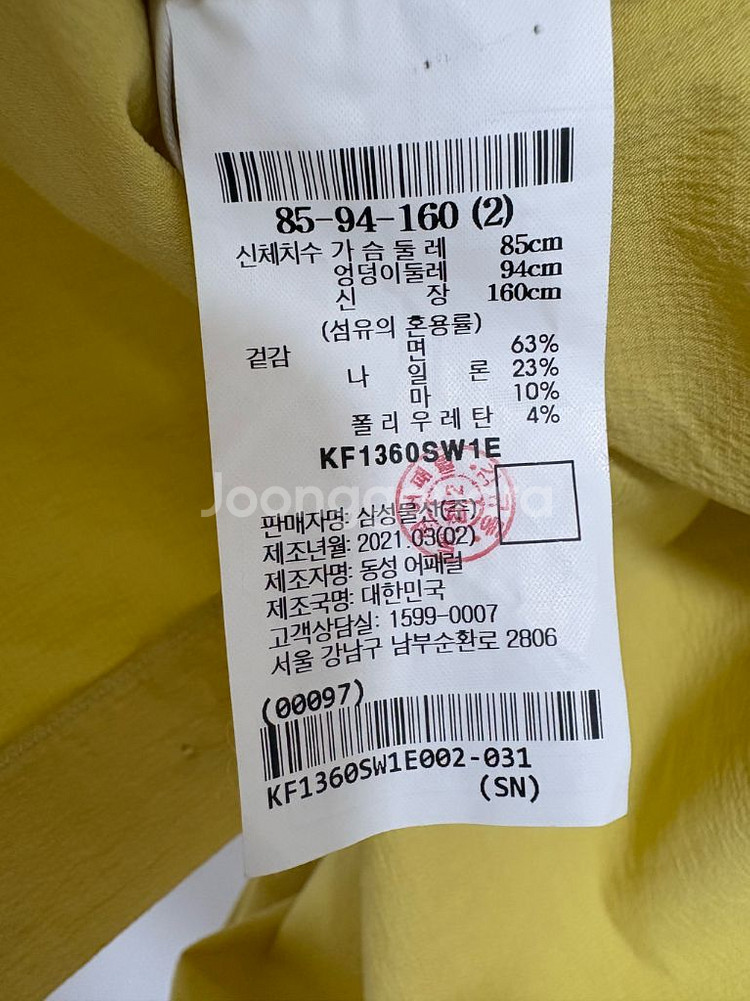 85-94-160 (2)
신체치수 가 슴 둘 레 85cm
엉덩이둘레 94cm
신 장 160cm
(섬유의 혼용률)
겉감 면 63%
나 일 론 23%
마 10%
폴 리 우 레 탄 4%
KF1360SW1E
판매자명: 삼성물산(주)
제조년월: 2021.03(02)
제조자명: 동성 어패럴
제조국명: 대한민국
고객상담실: 1599-0007
서울 강남구 남부순환로 2806
(00097)
KF1360SW1E002-031
(SN)